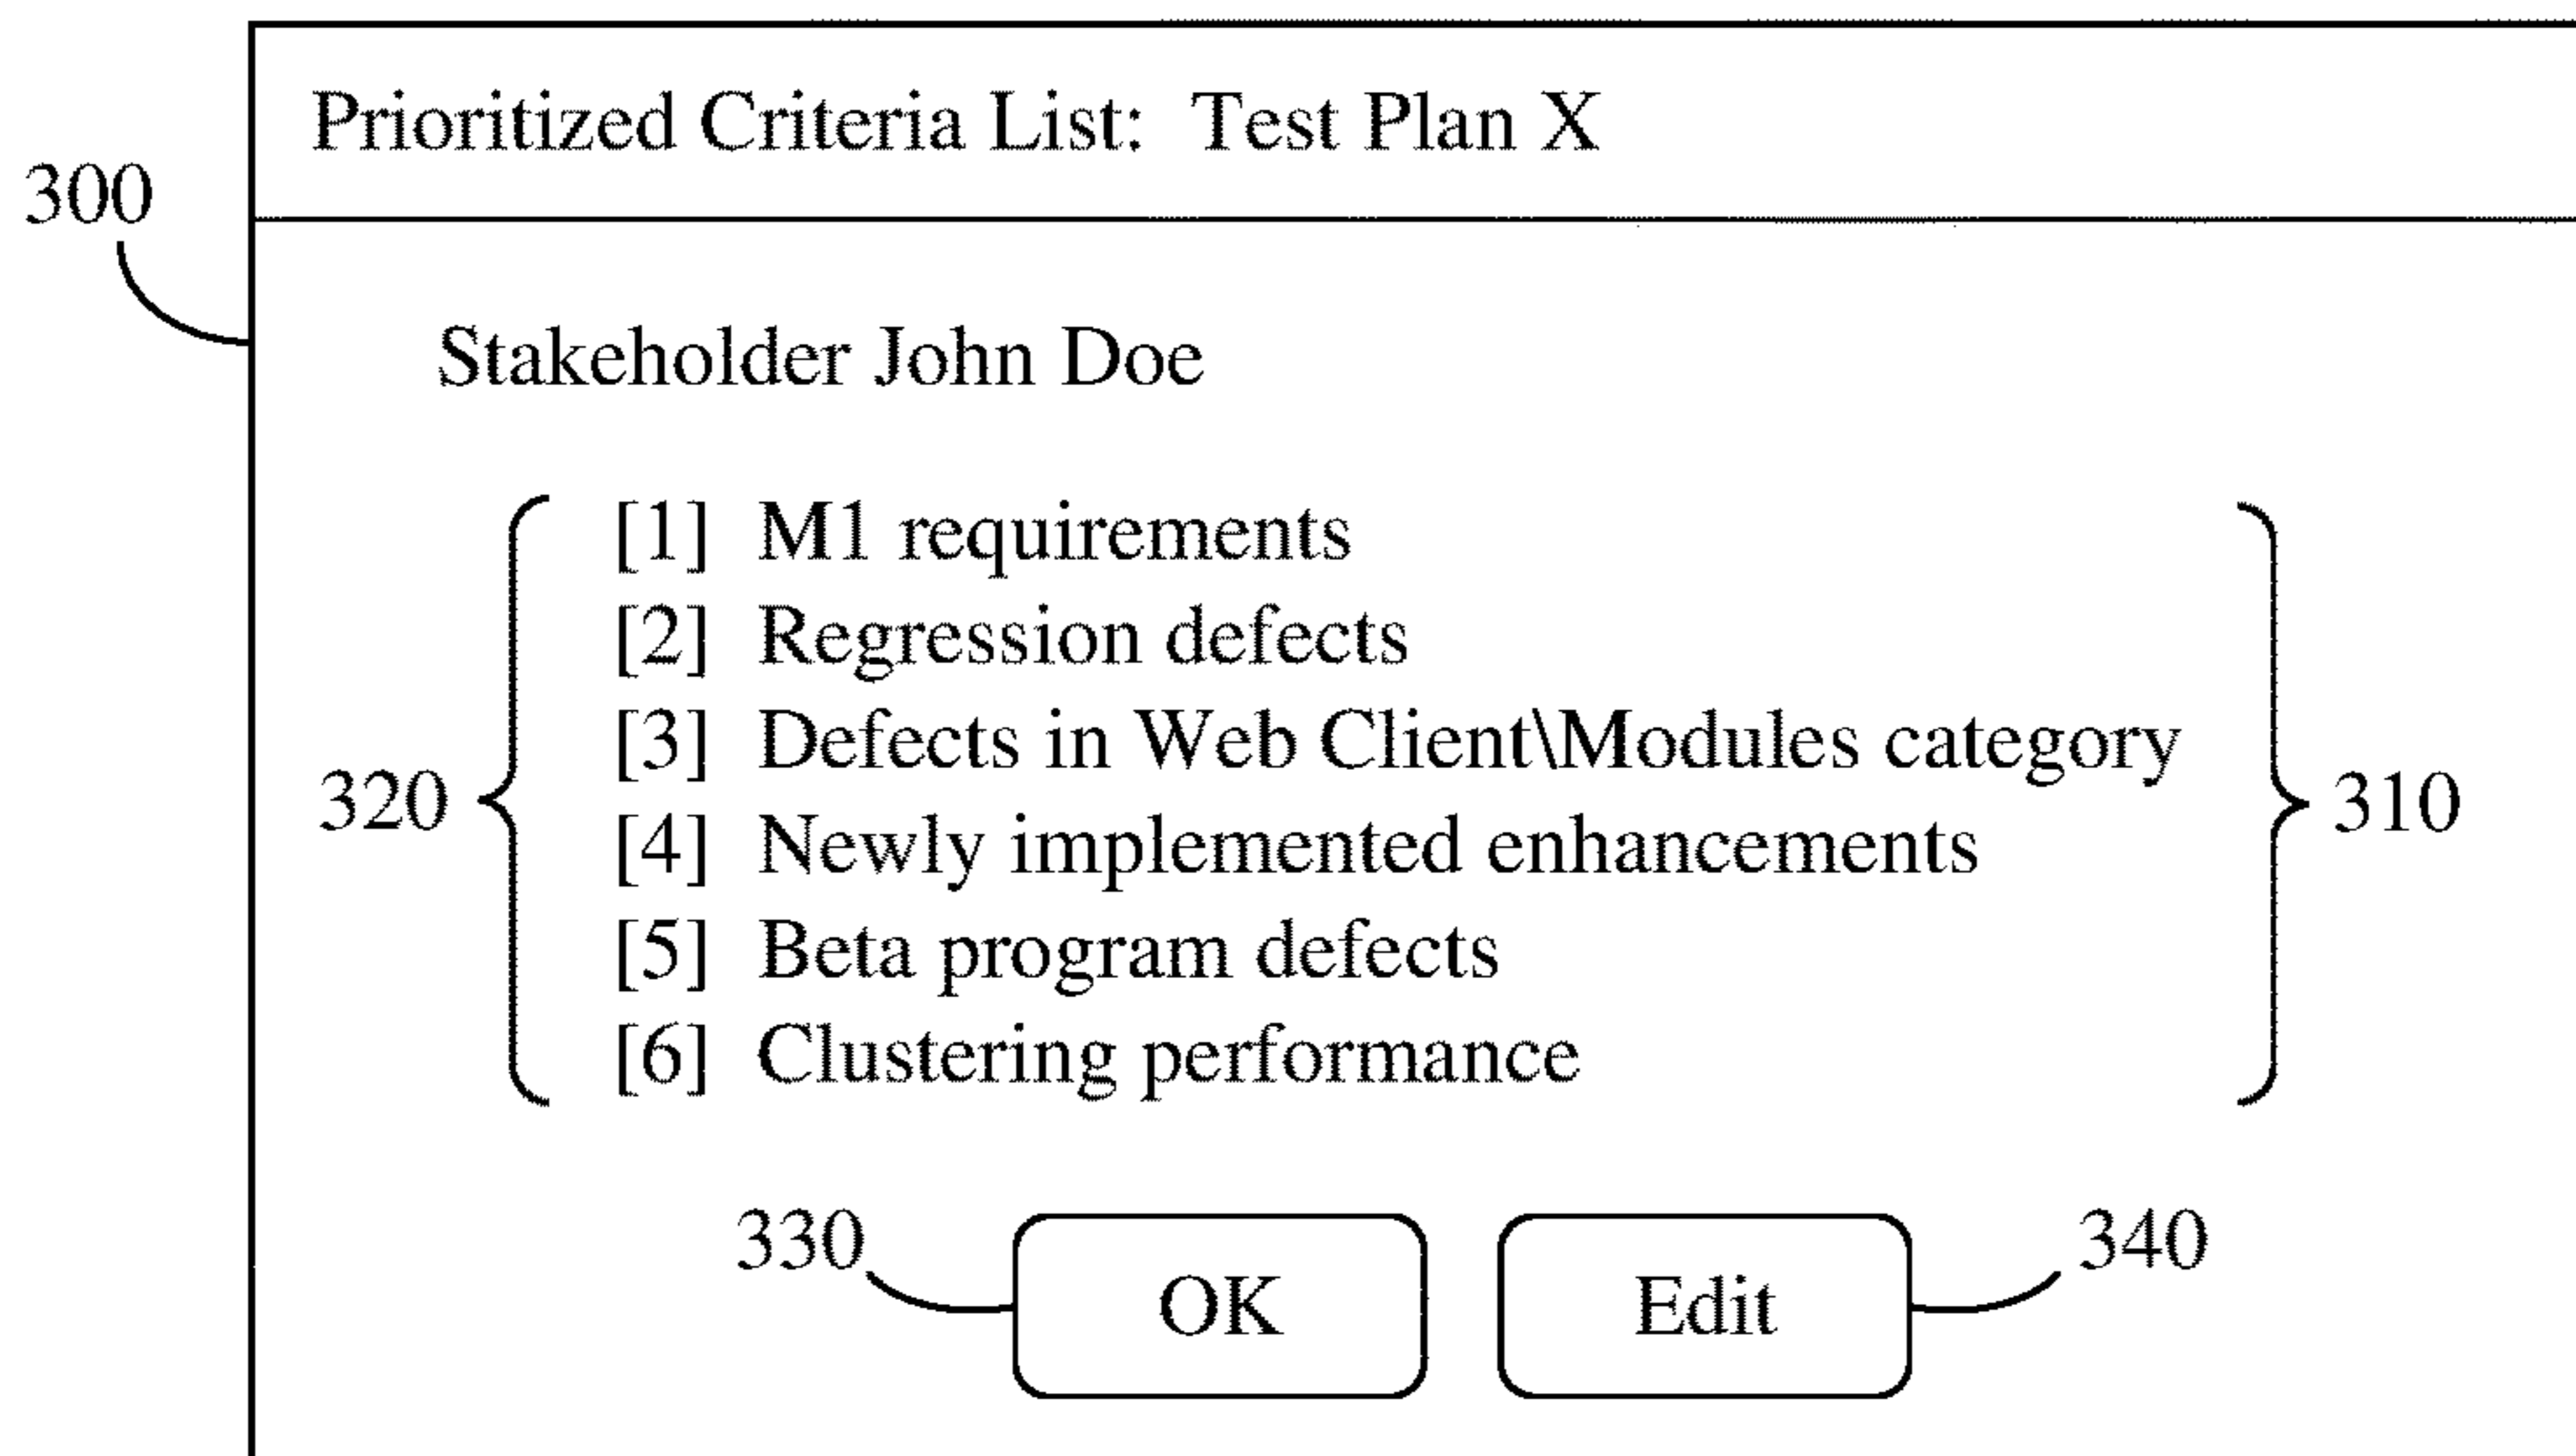 Prioritized Criteria List: Test Plan X
300
Stakeholder John Doe
[1] M1 requirements
[2] Regression defects
[3] Defects in Web Client\Modules category
320
310
[4] Newly implemented enhancements
[5] Beta program defects
[6] Clustering performance
330
340
OK
Edit